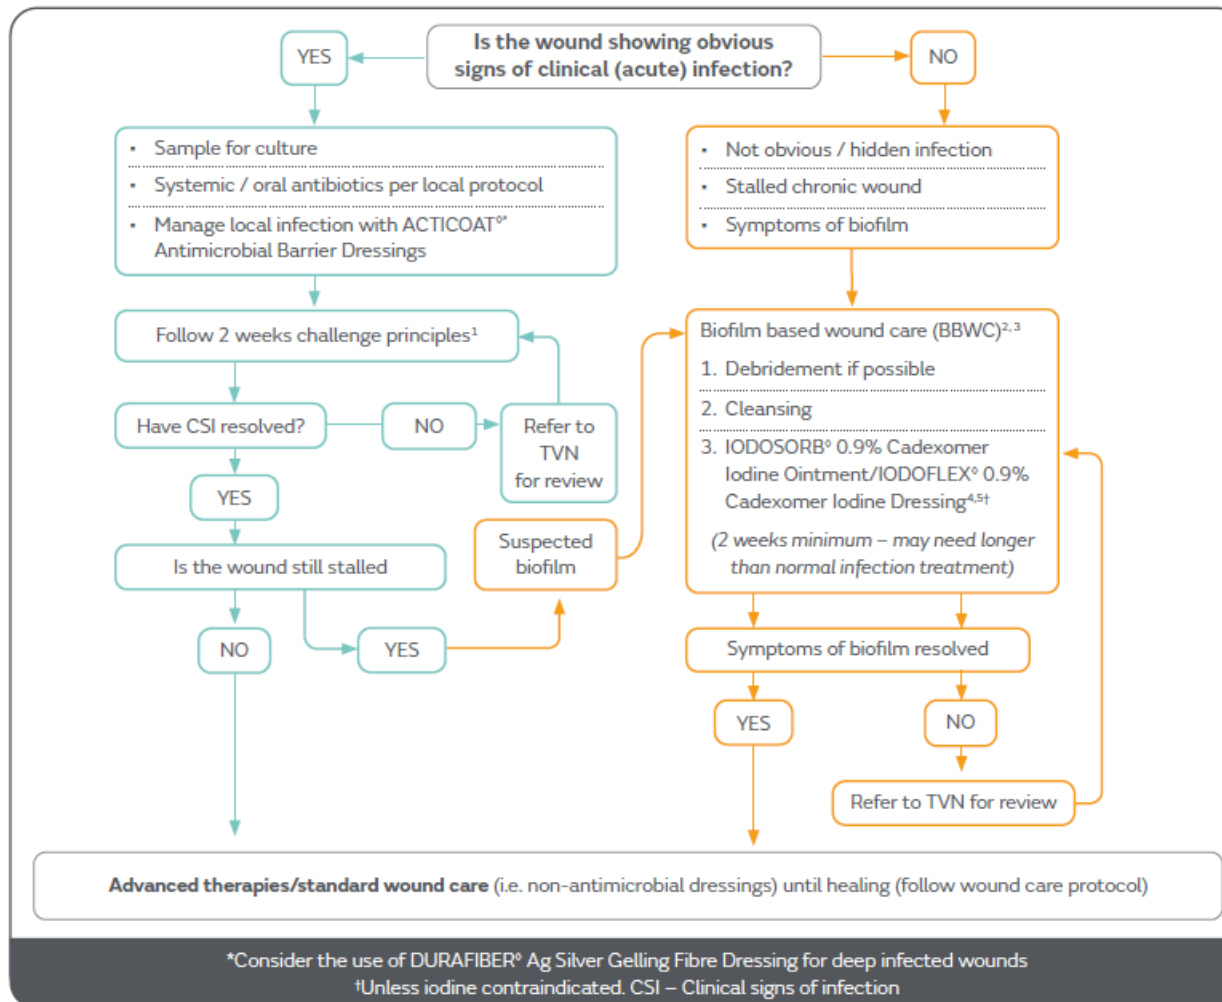 Is the wound showing obvious
signs of clinical (acute) infection?
YES
NO
• Sample for culture
• Systemic / oral antibiotics per local protocol
• Manage local infection with ACTICOAT◊*
Antimicrobial Barrier Dressings
Follow 2 weeks challenge principles¹
Have CSI resolved?
NO
Refer to
TVN
for review
YES
Is the wound still stalled
NO
YES
Suspected
biofilm
• Not obvious / hidden infection
• Stalled chronic wound
• Symptoms of biofilm
Biofilm based wound care (BBWC)²,³
1. Debridement if possible
2. Cleansing
3. IODOSORB◊ 0.9% Cadexomer
Iodine Ointment/IODOFLEX◊ 0.9%
Cadexomer Iodine Dressing⁴,⁵†
(2 weeks minimum – may need longer
than normal infection treatment)
Symptoms of biofilm resolved
YES
NO
Refer to TVN for review
Advanced therapies/standard wound care (i.e. non-antimicrobial dressings) until healing (follow wound care protocol)
*Consider the use of DURAFIBER◊ Ag Silver Gelling Fibre Dressing for deep infected wounds
†Unless iodine contraindicated. CSI – Clinical signs of infection